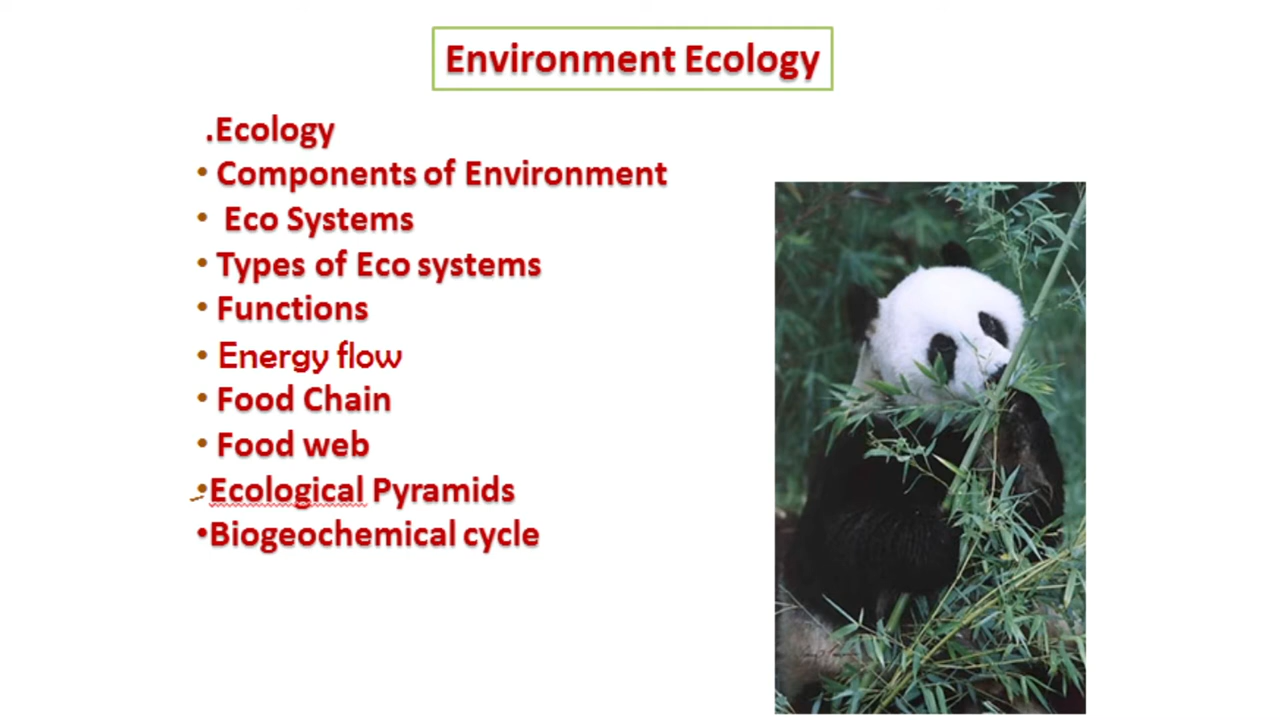 Environment Ecology
.Ecology
• Components of Environment
• Eco Systems
• Types of Eco systems
• Functions
• Energy flow
• Food Chain
• Food web
•Ecological Pyramids
•Biogeochemical cycle